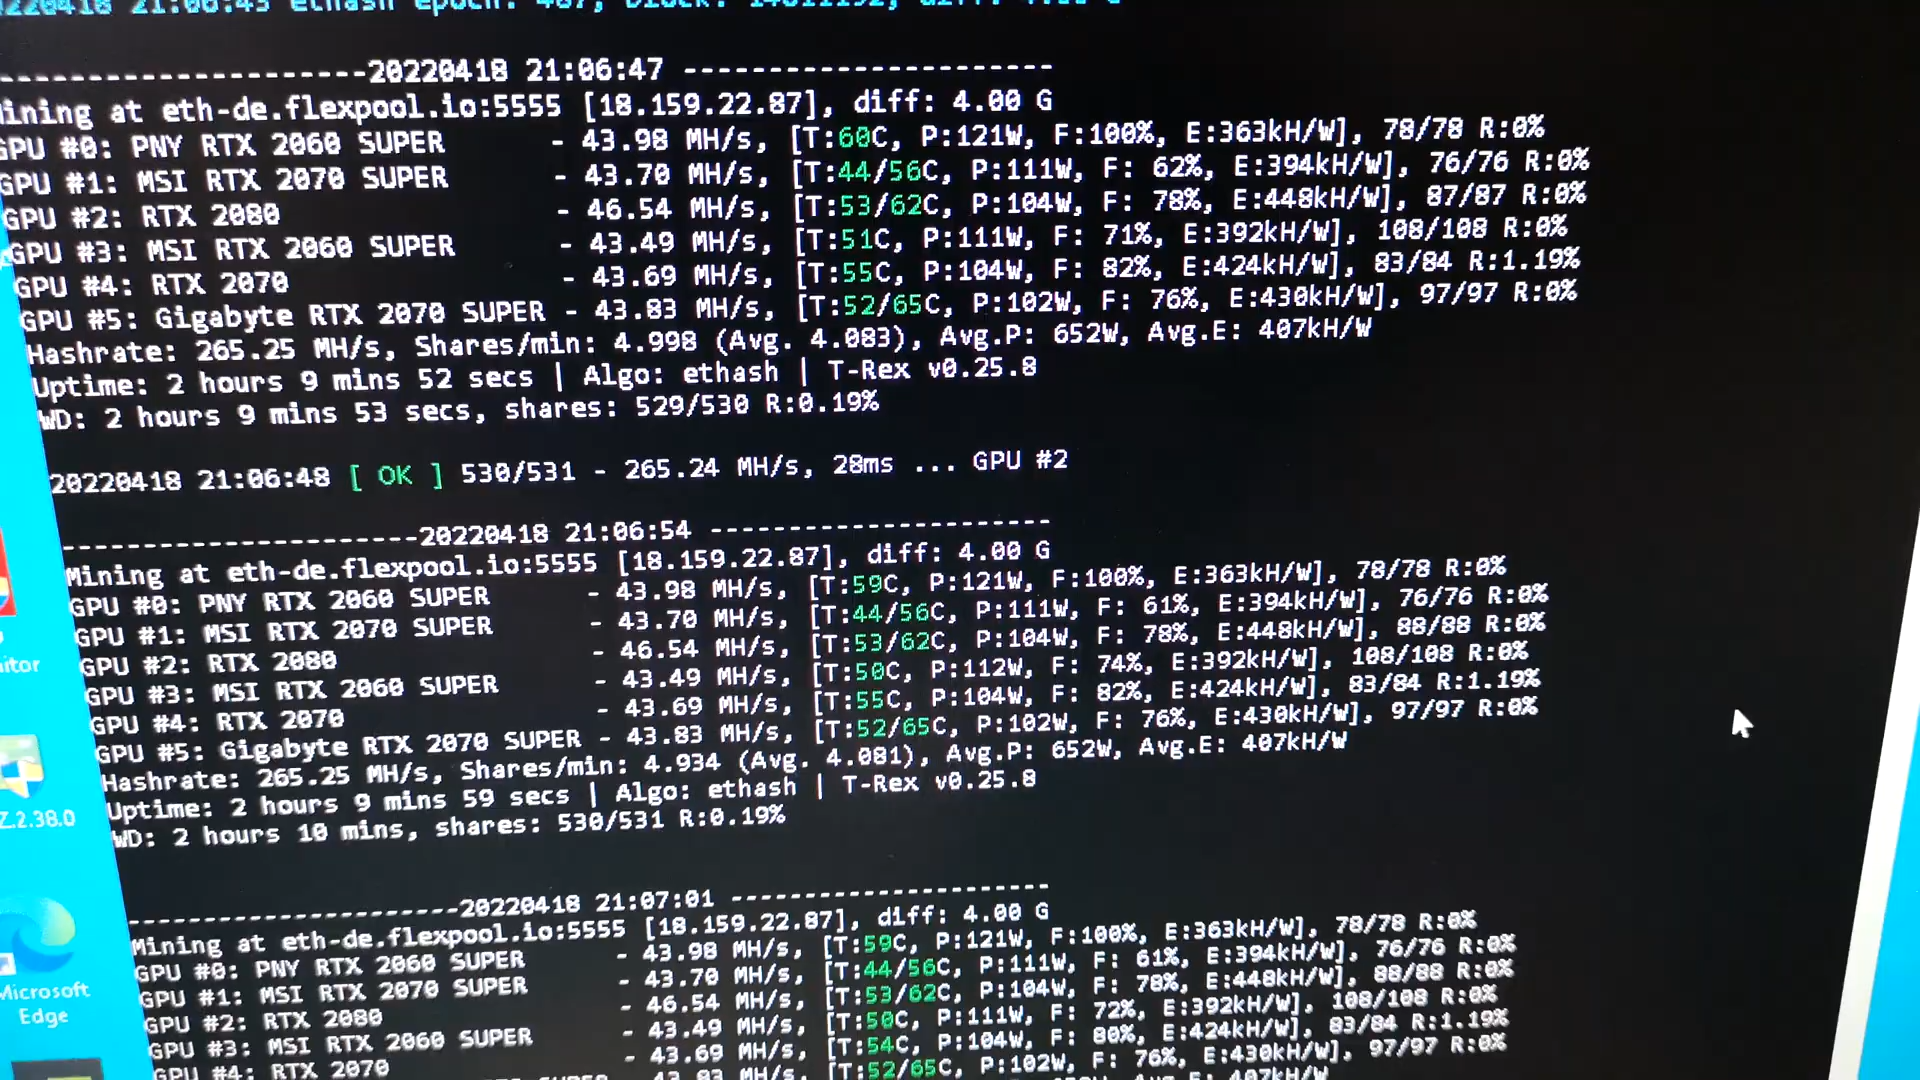 20220418 21:06:43 ethash epoch: 487, block: 14611192, diff: 4.00 G
----------------------20220418 21:06:47 ----------------------
Mining at eth-de.flexpool.io:5555 [18.159.22.87], diff: 4.00 G
GPU #0: PNY RTX 2060 SUPER - 43.98 MH/s, [T:60C, P:121W, F:100%, E:363kH/W], 78/78 R:0%
GPU #1: MSI RTX 2070 SUPER - 43.70 MH/s, [T:44/56C, P:111W, F: 62%, E:394kH/W], 76/76 R:0%
GPU #2: RTX 2080 - 46.54 MH/s, [T:53/62C, P:104W, F: 78%, E:448kH/W], 87/87 R:0%
GPU #3: MSI RTX 2060 SUPER - 43.49 MH/s, [T:51C, P:111W, F: 71%, E:392kH/W], 108/108 R:0%
GPU #4: RTX 2070 - 43.69 MH/s, [T:55C, P:104W, F: 82%, E:424kH/W], 83/84 R:1.19%
GPU #5: Gigabyte RTX 2070 SUPER - 43.83 MH/s, [T:52/65C, P:102W, F: 76%, E:430kH/W], 97/97 R:0%
Hashrate: 265.25 MH/s, Shares/min: 4.998 (Avg. 4.083), Avg.P: 652W, Avg.E: 407kH/W
Uptime: 2 hours 9 mins 52 secs | Algo: ethash | T-Rex v0.25.8
WD: 2 hours 9 mins 53 secs, shares: 529/530 R:0.19%
20220418 21:06:48 [ OK ] 530/531 - 265.24 MH/s, 28ms ... GPU #2
----------------------20220418 21:06:54 ----------------------
Mining at eth-de.flexpool.io:5555 [18.159.22.87], diff: 4.00 G
GPU #0: PNY RTX 2060 SUPER - 43.98 MH/s, [T:59C, P:121W, F:100%, E:363kH/W], 78/78 R:0%
GPU #1: MSI RTX 2070 SUPER - 43.70 MH/s, [T:44/56C, P:111W, F: 61%, E:394kH/W], 76/76 R:0%
GPU #2: RTX 2080 - 46.54 MH/s, [T:53/62C, P:104W, F: 78%, E:448kH/W], 88/88 R:0%
GPU #3: MSI RTX 2060 SUPER - 43.49 MH/s, [T:50C, P:112W, F: 74%, E:392kH/W], 108/108 R:0%
GPU #4: RTX 2070 - 43.69 MH/s, [T:55C, P:104W, F: 82%, E:424kH/W], 83/84 R:1.19%
GPU #5: Gigabyte RTX 2070 SUPER - 43.83 MH/s, [T:52/65C, P:102W, F: 76%, E:430kH/W], 97/97 R:0%
Hashrate: 265.25 MH/s, Shares/min: 4.934 (Avg. 4.081), Avg.P: 652W, Avg.E: 407kH/W
Uptime: 2 hours 9 mins 59 secs | Algo: ethash | T-Rex v0.25.8
WD: 2 hours 10 mins, shares: 530/531 R:0.19%
----------------------20220418 21:07:01 ----------------------
Mining at eth-de.flexpool.io:5555 [18.159.22.87], diff: 4.00 G
GPU #0: PNY RTX 2060 SUPER - 43.98 MH/s, [T:59C, P:121W, F:100%, E:363kH/W], 78/78 R:0%
GPU #1: MSI RTX 2070 SUPER - 43.70 MH/s, [T:44/56C, P:111W, F: 61%, E:394kH/W], 76/76 R:0%
GPU #2: RTX 2080 - 46.54 MH/s, [T:53/62C, P:104W, F: 78%, E:448kH/W], 88/88 R:0%
GPU #3: MSI RTX 2060 SUPER - 43.49 MH/s, [T:50C, P:111W, F: 72%, E:392kH/W], 108/108 R:0%
GPU #4: RTX 2070 - 43.69 MH/s, [T:54C, P:104W, F: 80%, E:424kH/W], 83/84 R:1.19%
43.83 MH/s, [T:52/65C, P:102W, F: 76%, E:430kH/W], 97/97 R:0%
itor
Z.2.38.0
Microsoft
Edge